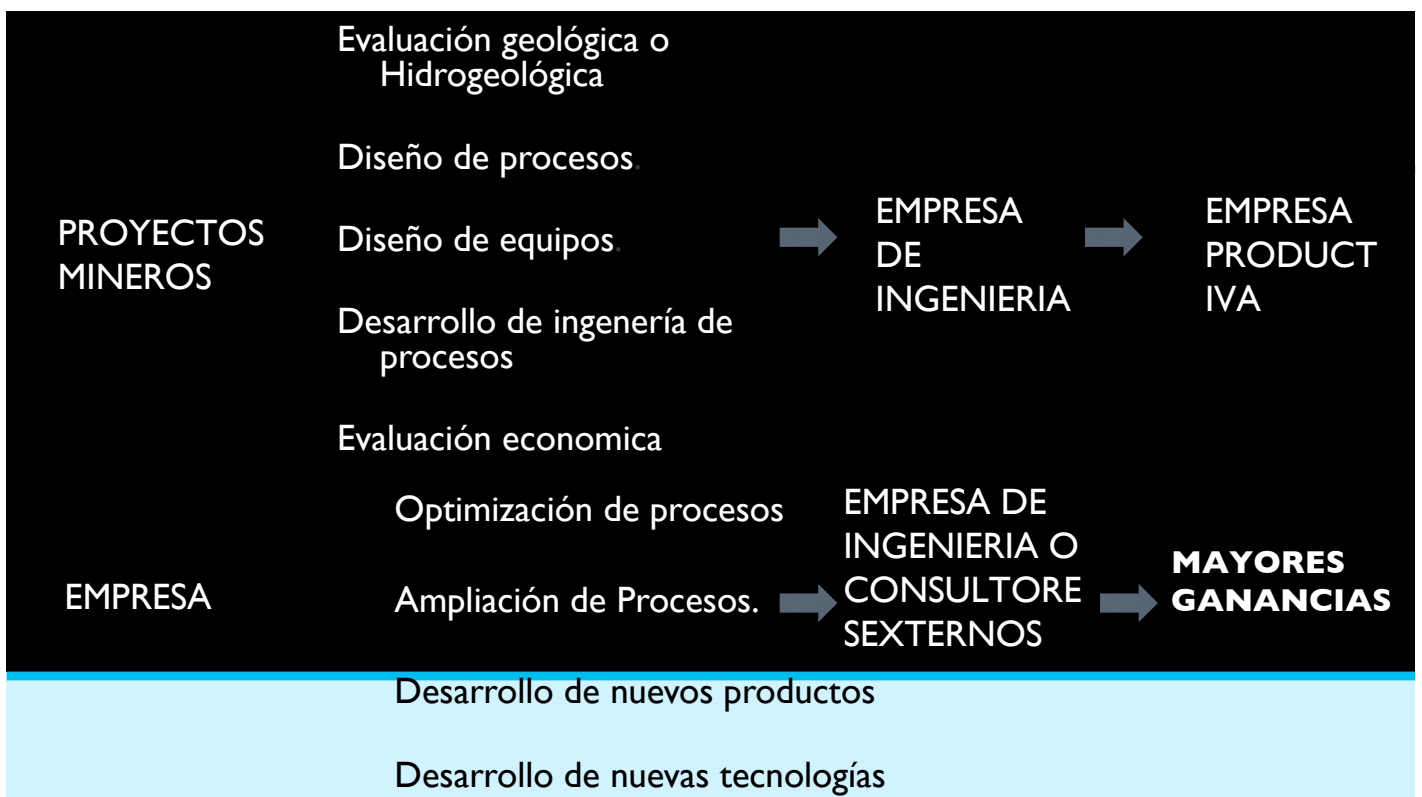 Evaluación geológica o
Hidrogeológica
Diseño de procesos.
PROYECTOS
MINEROS
Diseño de equipos.
Desarrollo de ingenería de
procesos
Evaluación economica
EMPRESA
DE
INGENIERIA
EMPRESA
PRODUCT
IVA
EMPRESA
Optimización de procesos
Ampliación de Procesos.
Desarrollo de nuevos productos
Desarrollo de nuevas tecnologías
EMPRESA DE
INGENIERIA O
CONSULTORE
SEXTERNOS
MAYORES
GANANCIAS